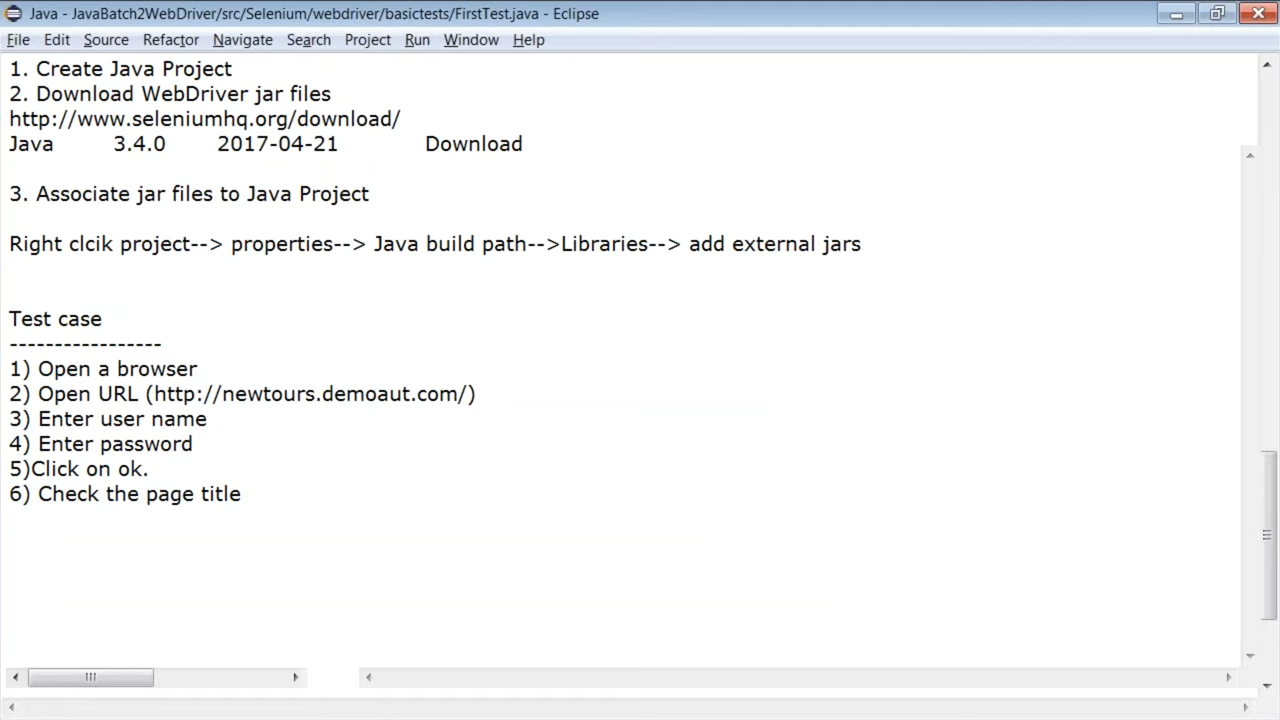 Java - JavaBatch2WebDriver/src/Selenium/webdriver/basictests/FirstTest.java - Eclipse
File Edit Source Refactor Navigate Search Project Run Window Help
1. Create Java Project
2. Download WebDriver jar files
http://www.seleniumhq.org/download/
Java 3.4.0 2017-04-21 Download
3. Associate jar files to Java Project
Right clcik project--> properties--> Java build path-->Libraries--> add external jars
Test case
-----------------
1) Open a browser
2) Open URL (http://newtours.demoaut.com/)
3) Enter user name
4) Enter password
5)Click on ok.
6) Check the page title